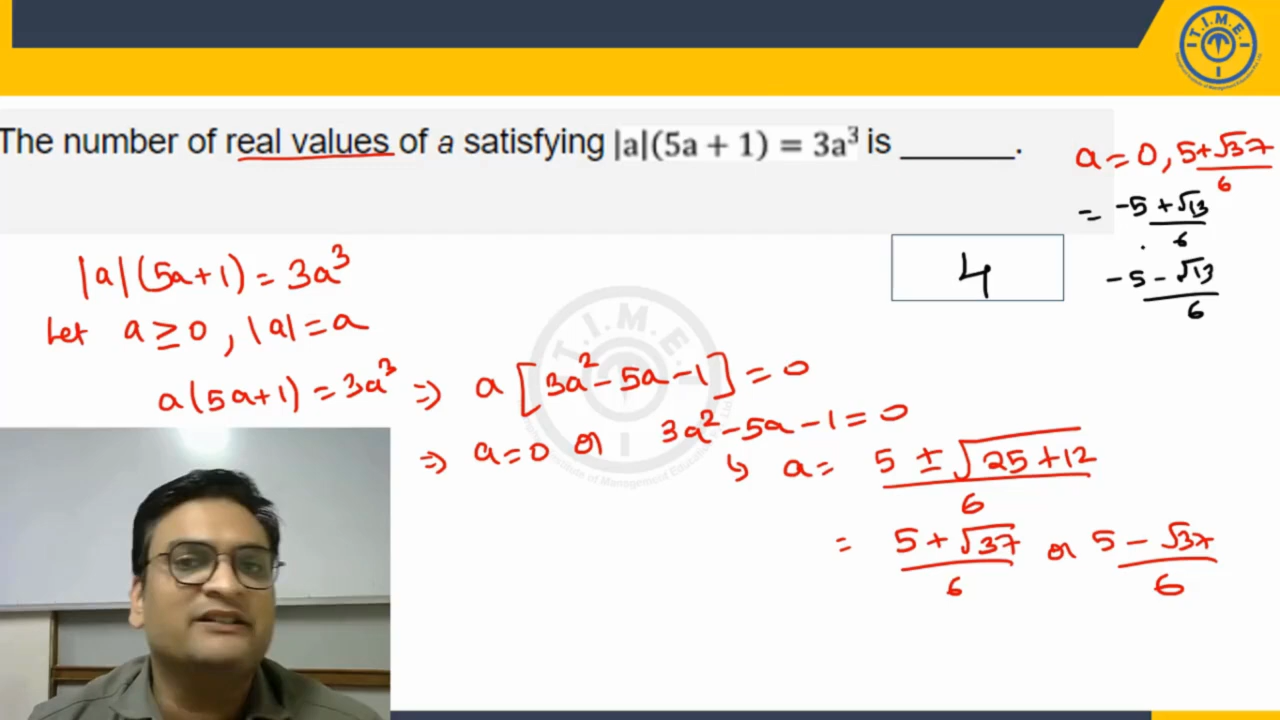 T.I.M.E.
The number of real values of a satisfying |a|(5a + 1) = 3a³ is ______.
a = 0, 5+√37/6
= -5 + √13/6
-5 - √13/6
4
|a|(5a+1) = 3a³
Let a ≥ 0, |a| = a
a(5a+1) = 3a³ ⇒ a[3a² - 5a - 1] = 0
⇒ a = 0 or 3a² - 5a - 1 = 0
↳ a = 5 ± √25+12/6
= 5 + √37/6 or 5 - √37/6
T.I.M.E.